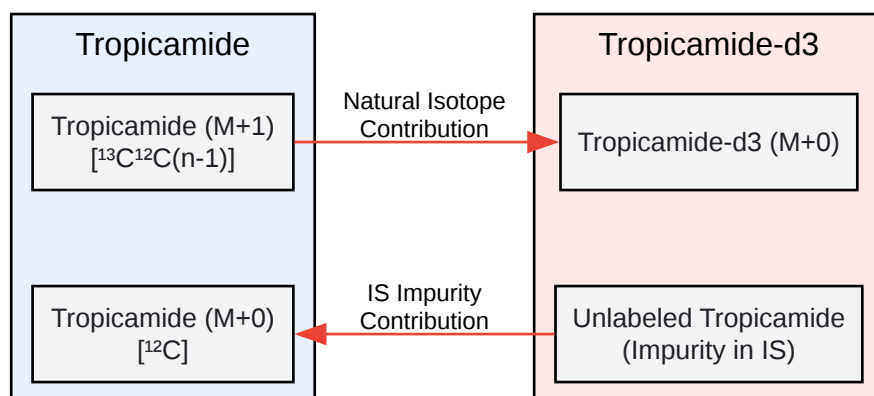 Tropicamide
Tropicamide-d3
Natural Isotope
Contribution
Tropicamide (M+1)
[¹³C¹²C(n-1)]
Tropicamide-d3 (M+0)
IS Impurity
Contribution
Tropicamide (M+0)
[¹²C]
Unlabeled Tropicamide
(Impurity in IS)